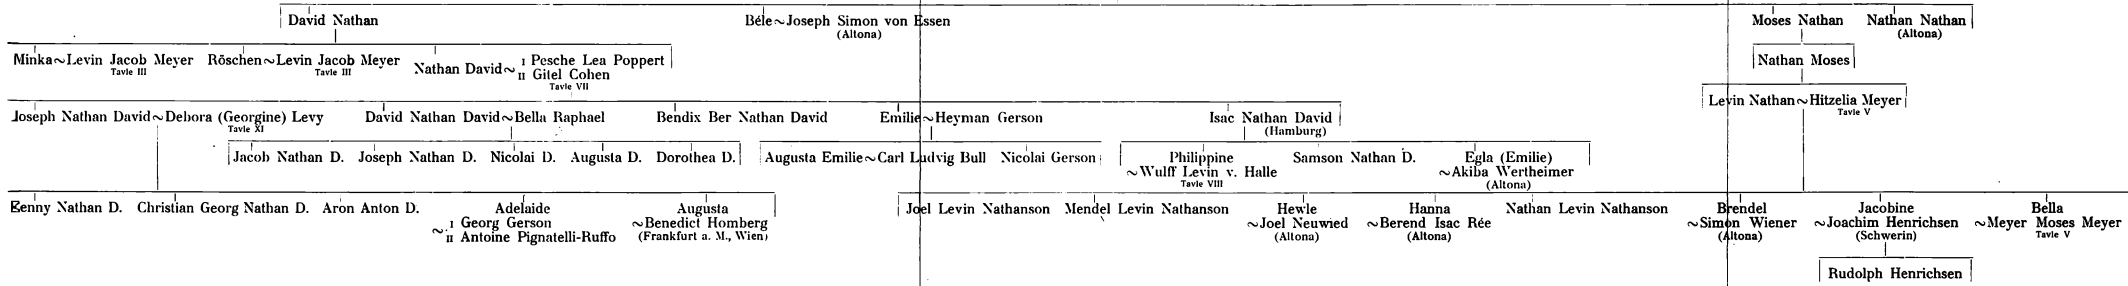 David Nathan Béle~Joseph Simon von Essen Moses Nathan Nathan Nathan
(Altona) (Altona)
Minka~Levin Jacob Meyer Röschen~Levin Jacob Meyer Nathan David~ I Pesche Lea Poppert Nathan Moses
Tavle III Tavle III II Gitel Cohen
Tavle VII
Levin Nathan~Hitzelia Meyer
Tavle V
Joseph Nathan David~Debora (Georgine) Levy David Nathan David~Bella Raphael Bendix Ber Nathan David Emilie~Heyman Gerson Isac Nathan David
Tavle XI (Hamburg)
Jacob Nathan D. Joseph Nathan D. Nicolai D. Augusta D. Dorothea D. Augusta Emilie~Carl Ludvig Bull Nicolai Gerson Philippine Samson Nathan D. Egla (Emilie)
~Wulff Levin v. Halle ~Akiba Wertheimer
Tavle VIII (Altona)
Zenny Nathan D. Christian Georg Nathan D. Aron Anton D. Adelaide Augusta Joel Levin Nathanson Mendel Levin Nathanson Hewle Hanna Nathan Levin Nathanson Brendel Jacobine Bella
~ I Georg Gerson ~Benedict Homberg ~Joel Neuwied ~Berend Isac Rée ~Simon Wiener ~Joachim Henrichsen ~Meyer Moses Meyer
II Antoine Pignatelli-Ruffo (Frankfurt a. M., Wien) (Altona) (Altona) (Altona) (Schwerin) Tavle V
Rudolph Henrichsen